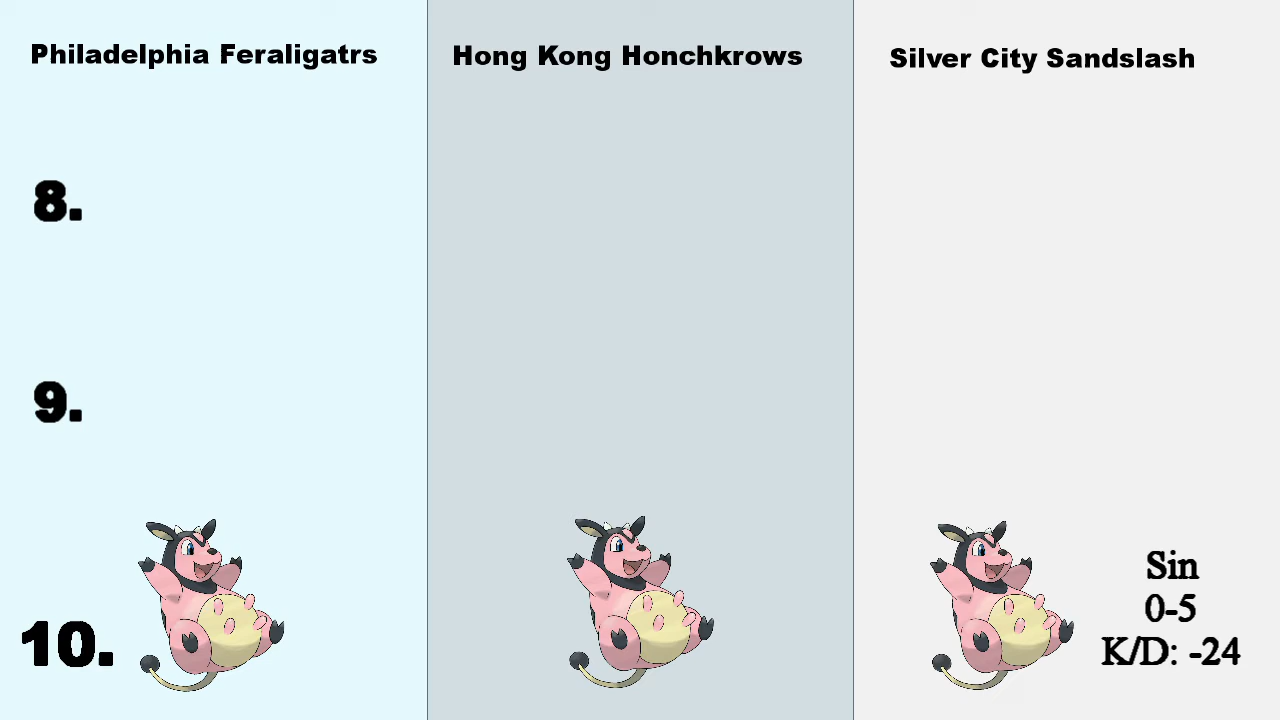 Philadelphia Feraligatrs
Hong Kong Honchkrows
Silver City Sandslash
8.
9.
10.
Sin
0-5
K/D: -24